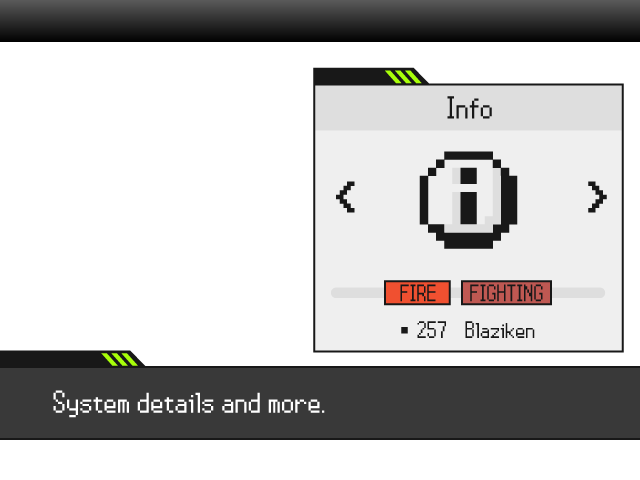 Info
FIRE FIGHTING
▪ 257 Blaziken
System details and more.